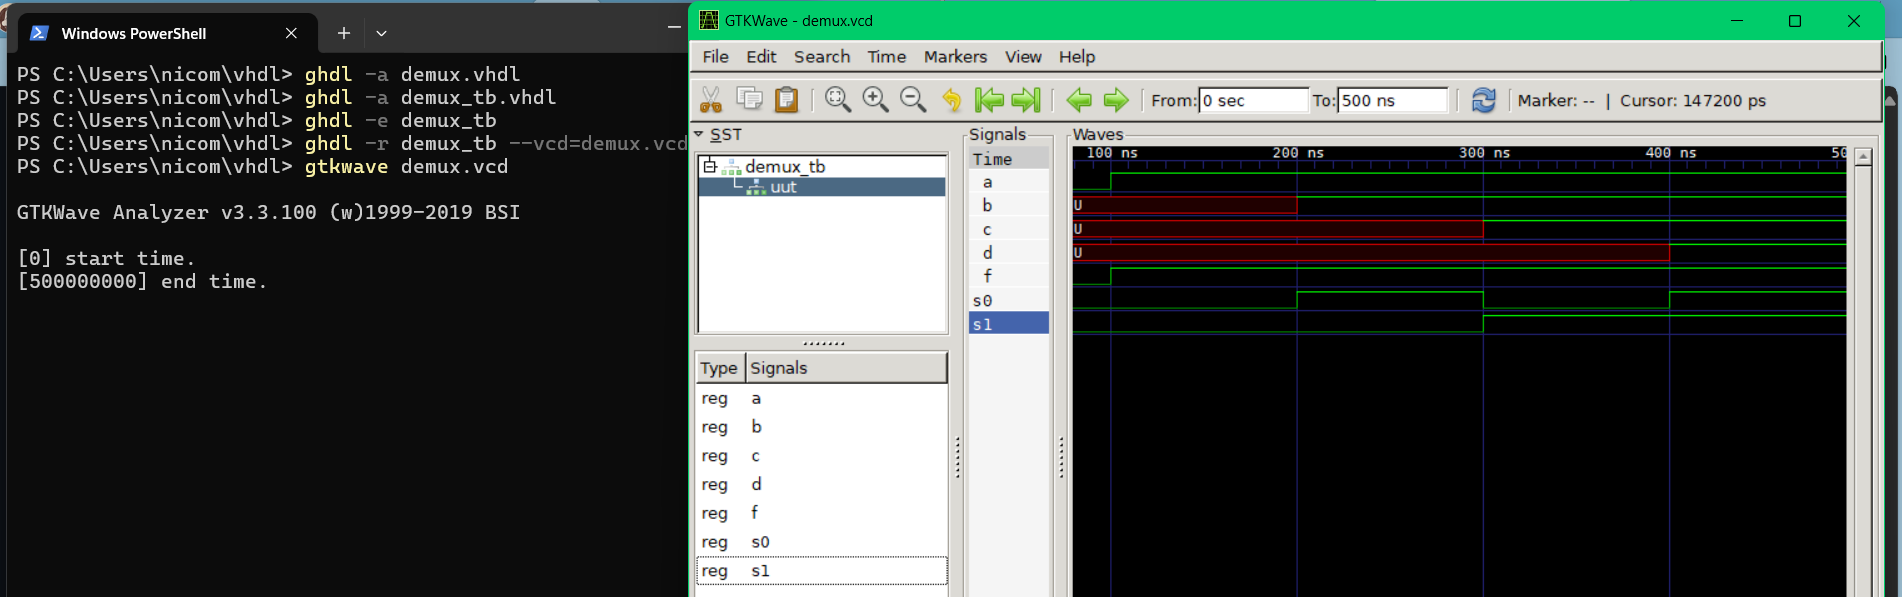 Windows PowerShell
PS C:\Users\nicom\vhdl> ghdl -a demux.vhdl
PS C:\Users\nicom\vhdl> ghdl -a demux_tb.vhdl
PS C:\Users\nicom\vhdl> ghdl -e demux_tb
PS C:\Users\nicom\vhdl> ghdl -r demux_tb --vcd=demux.vcd
PS C:\Users\nicom\vhdl> gtkwave demux.vcd
GTKWave Analyzer v3.3.100 (w)1999-2019 BSI
[0] start time.
[500000000] end time.
GTKWave - demux.vcd
File Edit Search Time Markers View Help
From: 0 sec To: 500 ns Marker: -- | Cursor: 147200 ps
SST
demux_tb
uut
Type Signals
reg a
reg b
reg c
reg d
reg f
reg s0
reg s1
Signals
Time
a
b
c
d
f
s0
s1
Waves
100 ns 200 ns 300 ns 400 ns 50
U
U
U